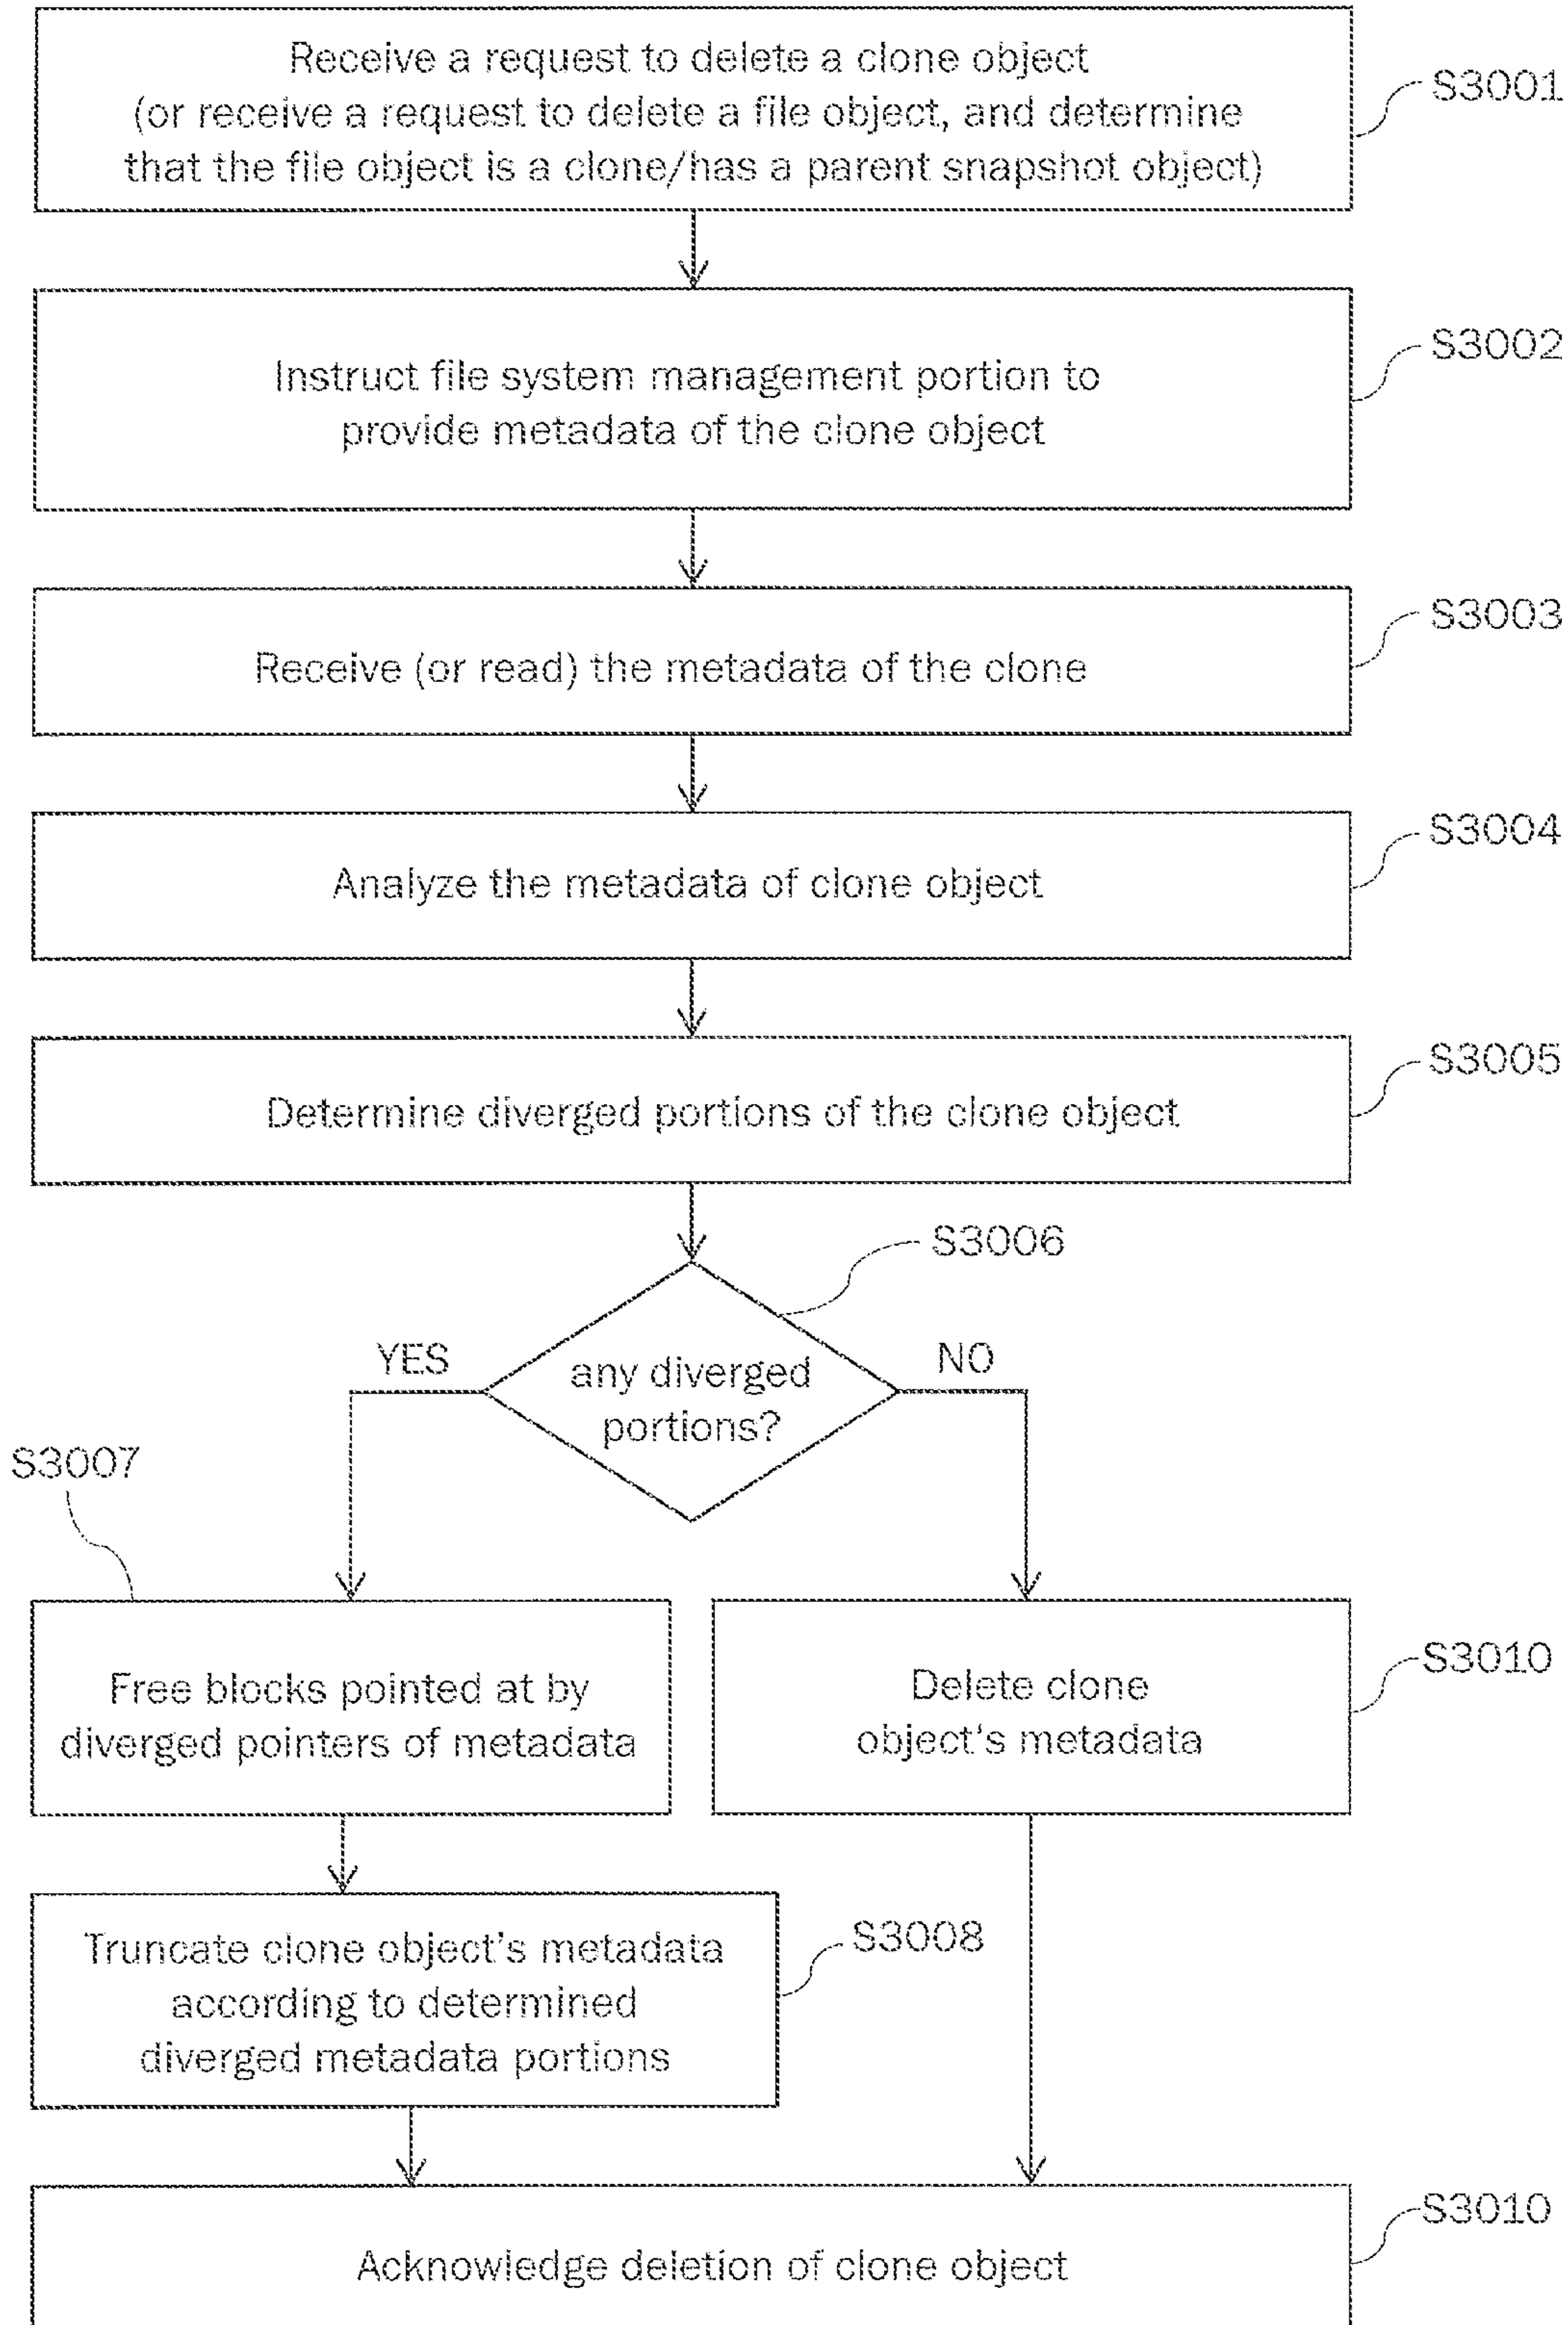 Receive a request to delete a clone object
(or receive a request to delete a file object, and determine
that the file object is a clone/has a parent snapshot object)
S3001
Instruct file system management portion to
provide metadata of the clone object
S3002
Receive (or read) the metadata of the clone
S3003
Analyze the metadata of clone object
S3004
Determine diverged portions of the clone object
S3005
S3006
any diverged
portions?
YES
NO
S3007
Free blocks pointed at by
diverged pointers of metadata
Delete clone
object's metadata
S3010
Truncate clone object's metadata
according to determined
diverged metadata portions
S3008
Acknowledge deletion of clone object
S3010